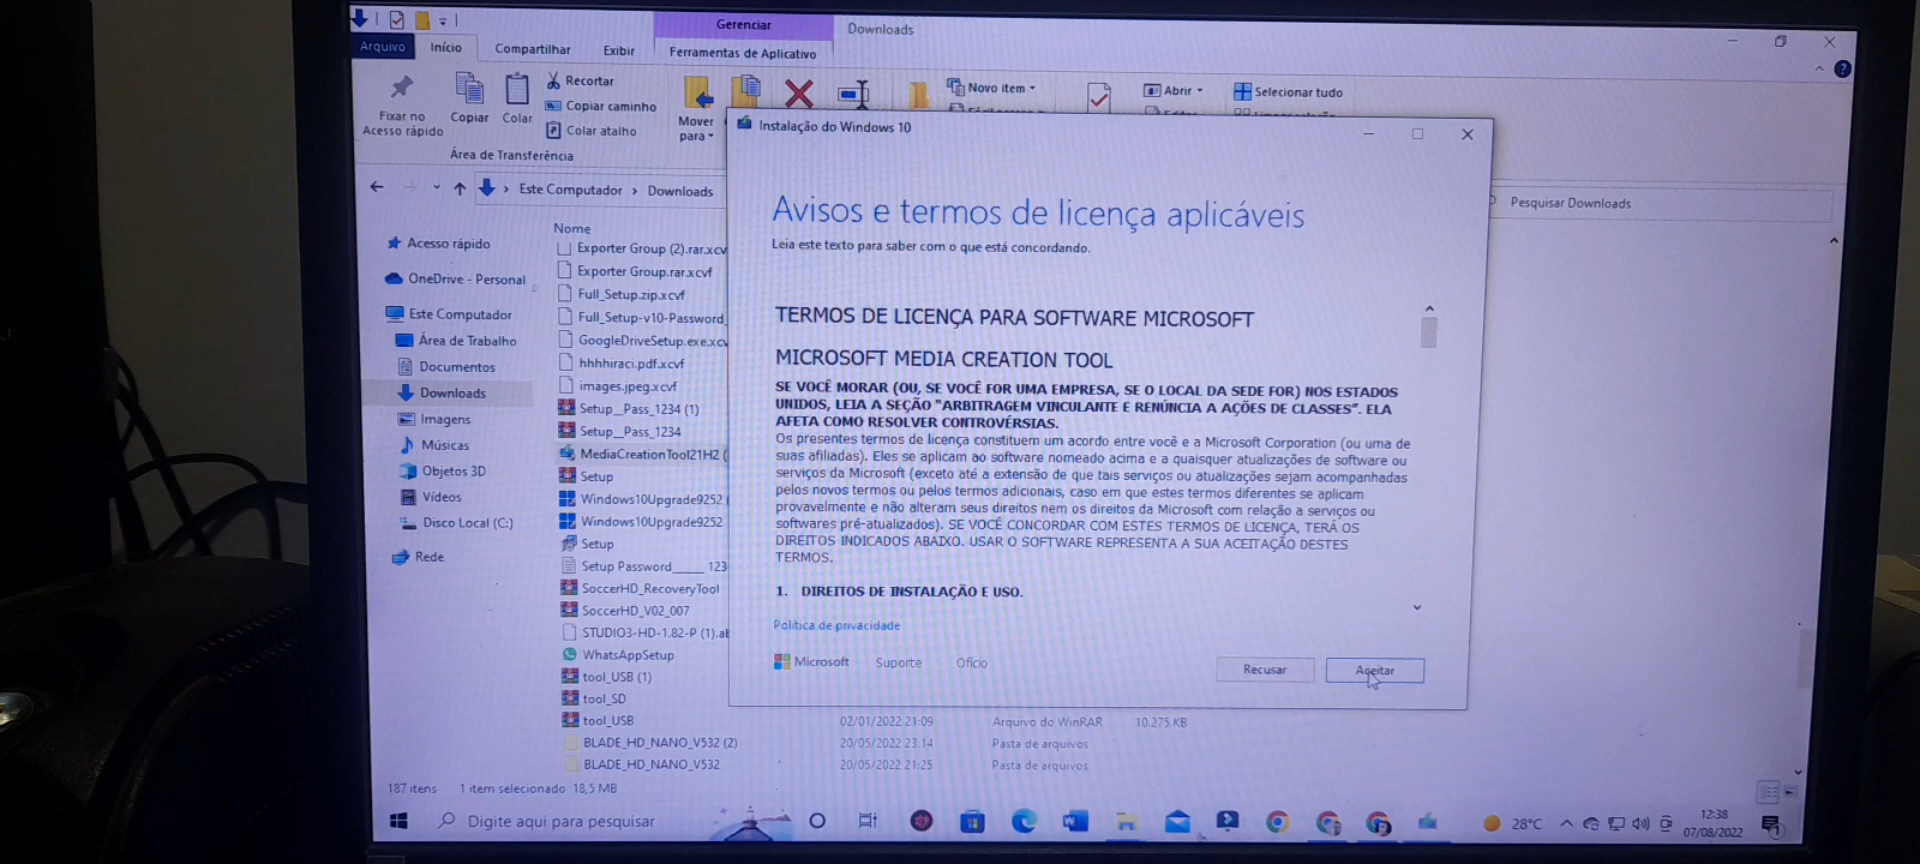 Gerenciar
Downloads
Arquivo
Início
Compartilhar
Exibir
Ferramentas de Aplicativo
Fixar no
Acesso rápido
Copiar
Colar
Recortar
Copiar caminho
Colar atalho
Mover
para
Novo item
Abrir
Selecionar tudo
Área de Transferência
Este Computador
Downloads
Pesquisar Downloads
Acesso rápido
OneDrive - Personal
Este Computador
Área de Trabalho
Documentos
Downloads
Imagens
Músicas
Objetos 3D
Vídeos
Disco Local (C:)
Rede
Nome
Exporter Group (2).rar.xcv
Exporter Group.rar.xcvf
Full_Setup.zip.xcvf
Full_Setup-v10-Password_
GoogleDriveSetup.exe.xcv
hhhhiraci.pdf.xcvf
images.jpeg.xcvf
Setup__Pass_1234 (1)
Setup__Pass_1234
MediaCreationTool21H2 (
Setup
Windows10Upgrade9252
Windows10Upgrade9252
Setup
Setup Password_____ 123
SoccerHD_RecoveryTool
SoccerHD_V02_007
STUDIO3-HD-1.82-P (1).al
WhatsAppSetup
tool_USB (1)
tool_SD
tool_USB 02/01/2022 21:09 Arquivo do WinRAR 10.275 KB
BLADE_HD_NANO_V532 (2) 20/05/2022 23:14 Pasta de arquivos
BLADE_HD_NANO_V532 20/05/2022 21:25 Pasta de arquivos
187 itens 1 item selecionado 18,5 MB
Instalação do Windows 10
Avisos e termos de licença aplicáveis
Leia este texto para saber com o que está concordando.
TERMOS DE LICENÇA PARA SOFTWARE MICROSOFT
MICROSOFT MEDIA CREATION TOOL
SE VOCÊ MORAR (OU, SE VOCÊ FOR UMA EMPRESA, SE O LOCAL DA SEDE FOR) NOS ESTADOS
UNIDOS, LEIA A SEÇÃO "ARBITRAGEM VINCULANTE E RENÚNCIA A AÇÕES DE CLASSES". ELA
AFETA COMO RESOLVER CONTROVÉRSIAS.
Os presentes termos de licença constituem um acordo entre você e a Microsoft Corporation (ou uma de
suas afiliadas). Eles se aplicam ao software nomeado acima e a quaisquer atualizações de software ou
serviços da Microsoft (exceto até a extensão de que tais serviços ou atualizações sejam acompanhadas
pelos novos termos ou pelos termos adicionais, caso em que estes termos diferentes se aplicam
provavelmente e não alteram seus direitos nem os direitos da Microsoft com relação a serviços ou
softwares pré-atualizados). SE VOCÊ CONCORDAR COM ESTES TERMOS DE LICENÇA, TERÁ OS
DIREITOS INDICADOS ABAIXO. USAR O SOFTWARE REPRESENTA A SUA ACEITAÇÃO DESTES
TERMOS.
1. DIREITOS DE INSTALAÇÃO E USO.
Política de privacidade
Microsoft
Suporte
Ofício
Recusar
Aceitar
Digite aqui para pesquisar
28°C
12:38
07/08/2022
1